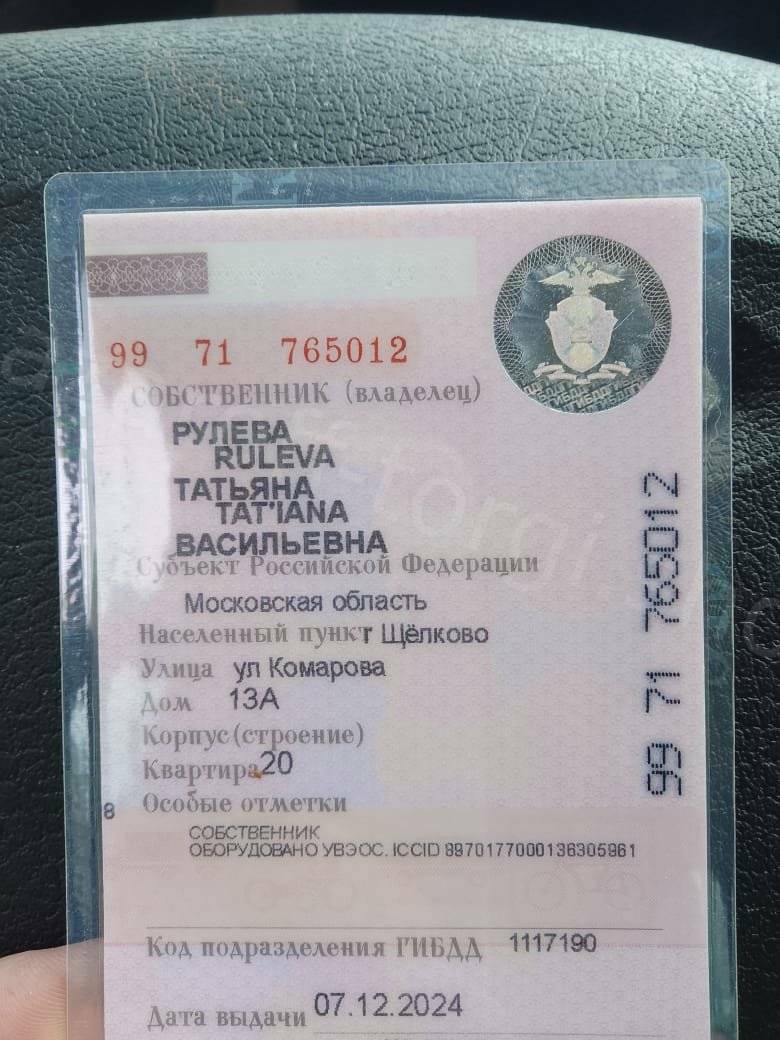 99 71 765012
СОБСТВЕННИК (владелец)
РУЛЕВА
RULEVA
ТАТЬЯНА
TAT'IANA
ВАСИЛЬЕВНА
Субъект Российской Федерации
Московская область
Населенный пункт г Щёлково
Улица ул Комарова
Дом 13А
Корпус (строение)
Квартира 20
8 Особые отметки
СОБСТВЕННИК
ОБОРУДОВАНО УВЭОС. ICCID 8970177000136305961
Код подразделения ГИБДД 1117190
Дата выдачи 07.12.2024
99 71 765012